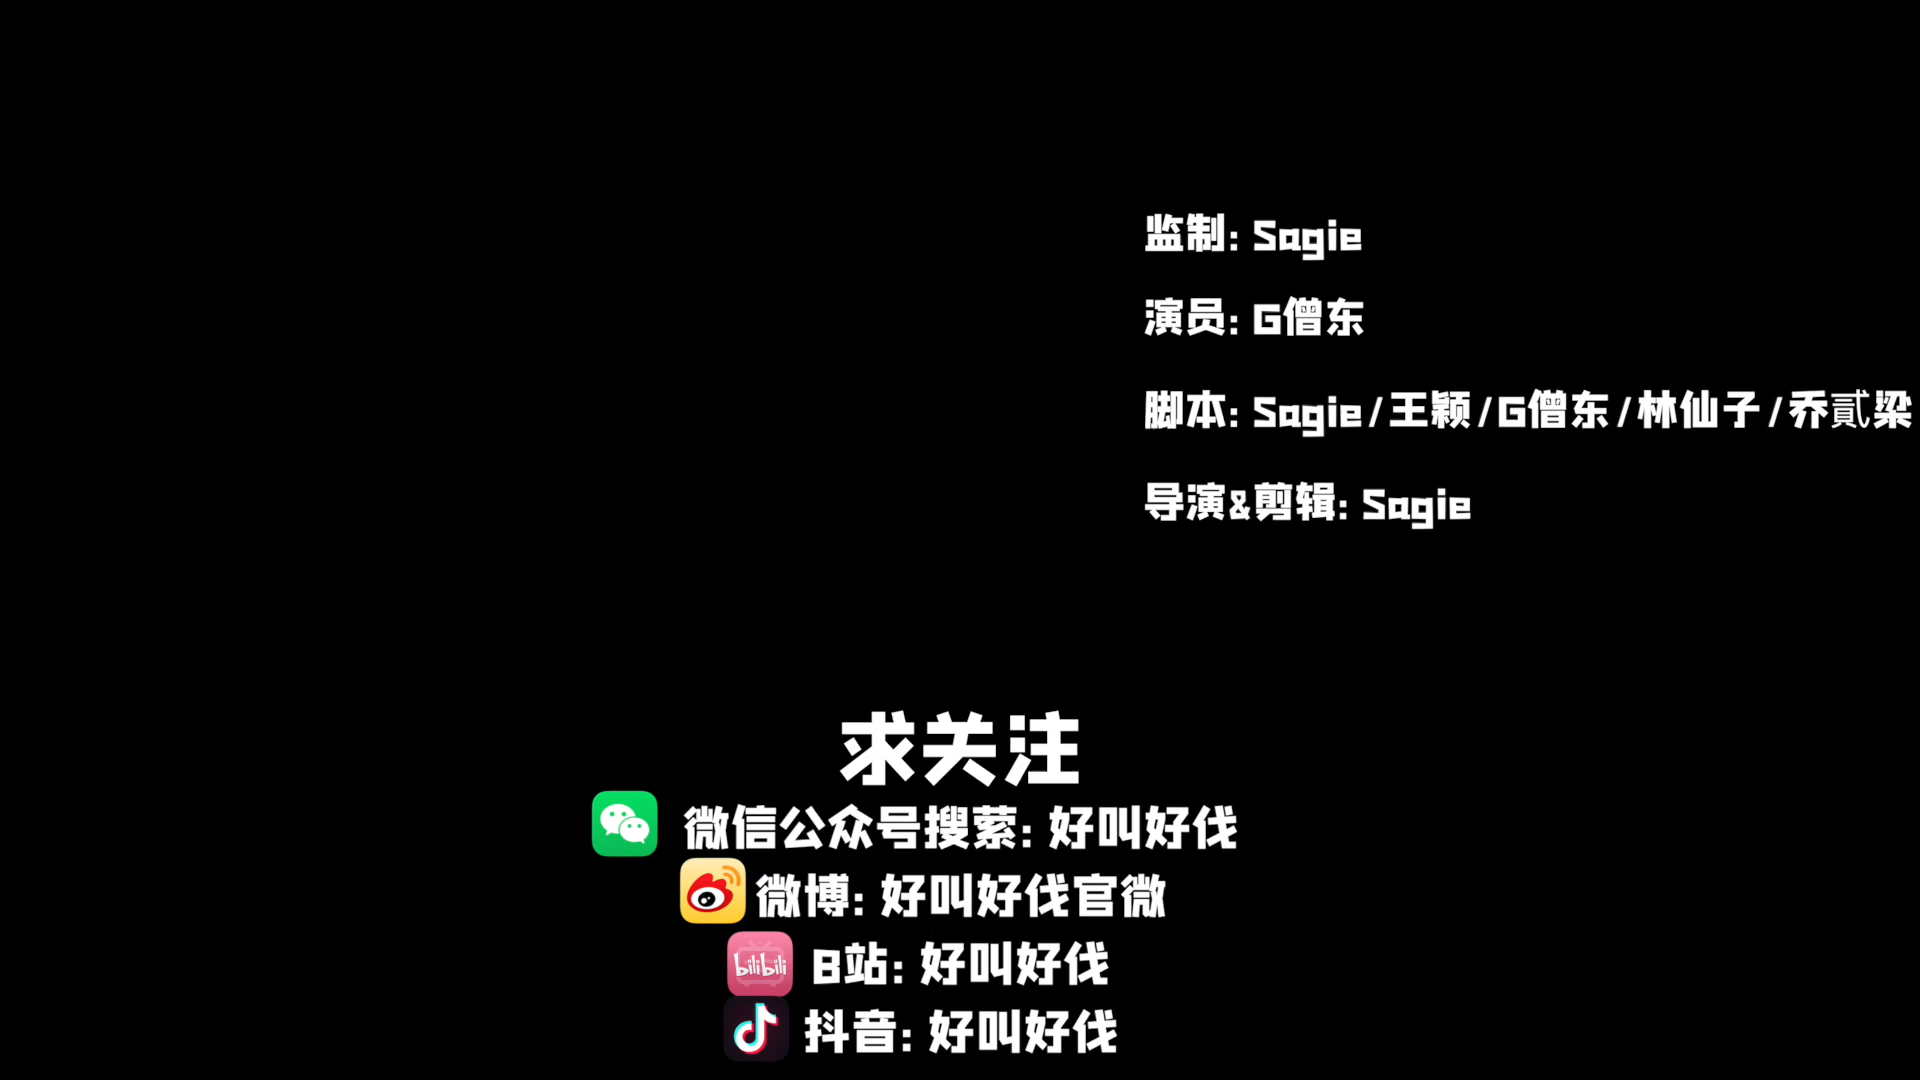 监制: Sagie
演员: G僧东
脚本: Sagie/王颖/G僧东/林仙子/乔貳梁
导演&剪辑: Sagie
求关注
微信公众号搜萦: 好叫好伐
微博: 好叫好伐官微
bilibili B站: 好叫好伐
抖音: 好叫好伐